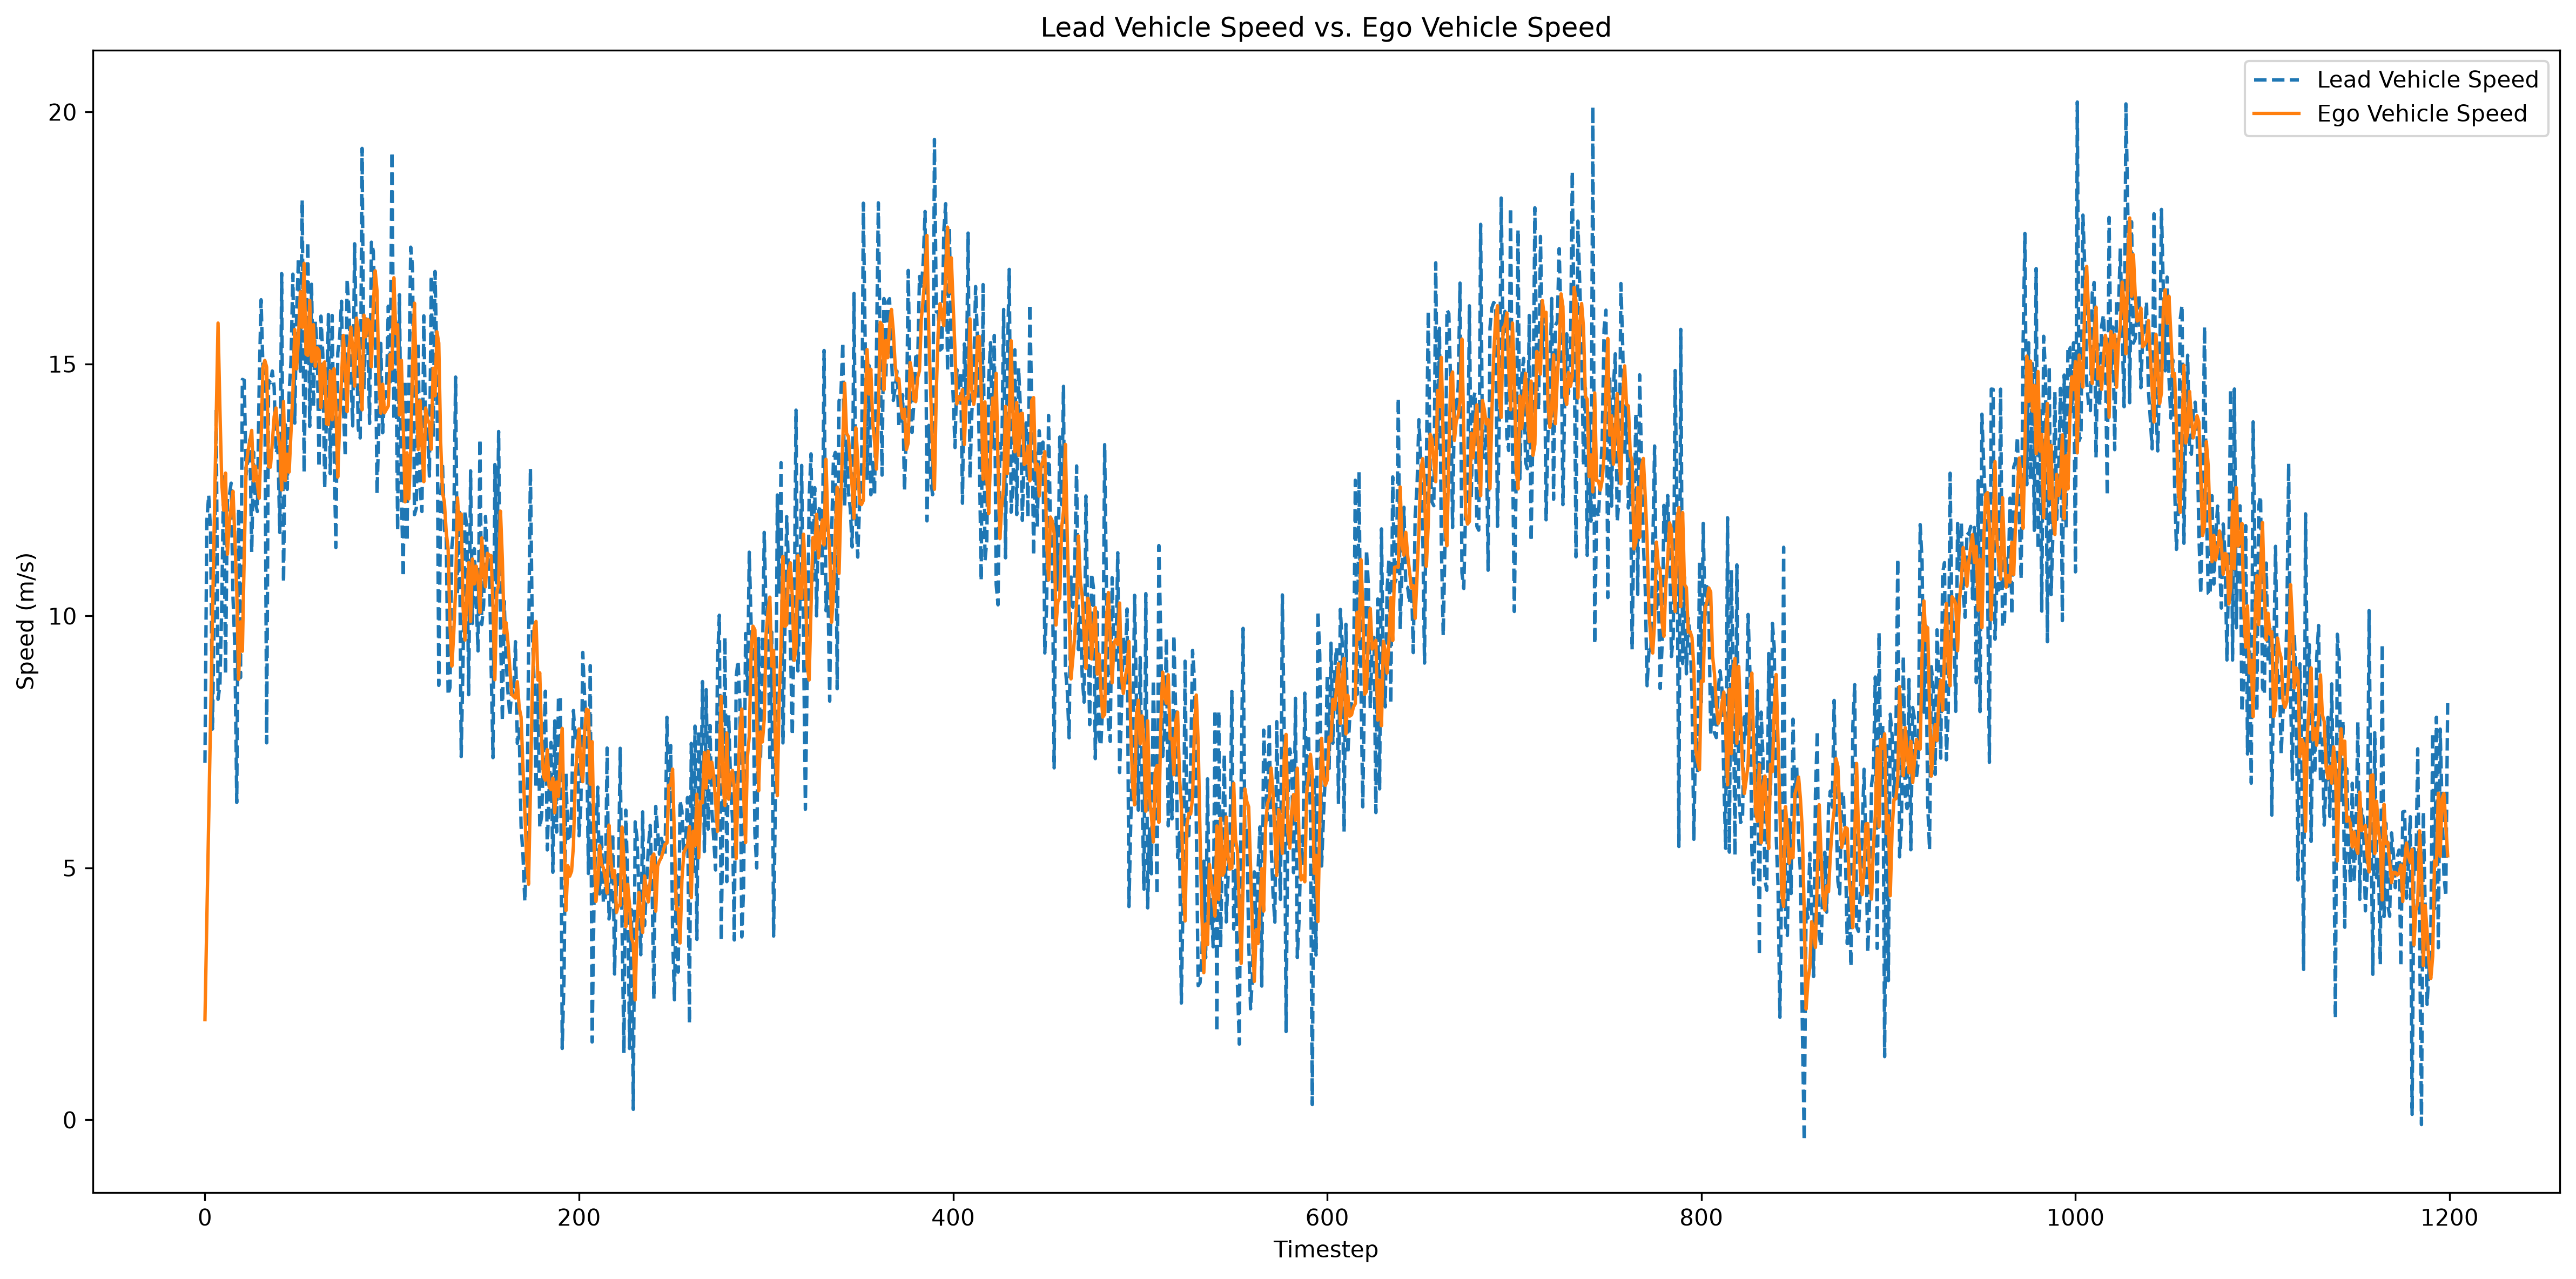 Lead Vehicle Speed vs. Ego Vehicle Speed
Lead Vehicle Speed
Ego Vehicle Speed
Speed (m/s)
20
15
10
5
0
0 200 400 600 800 1000 1200
Timestep